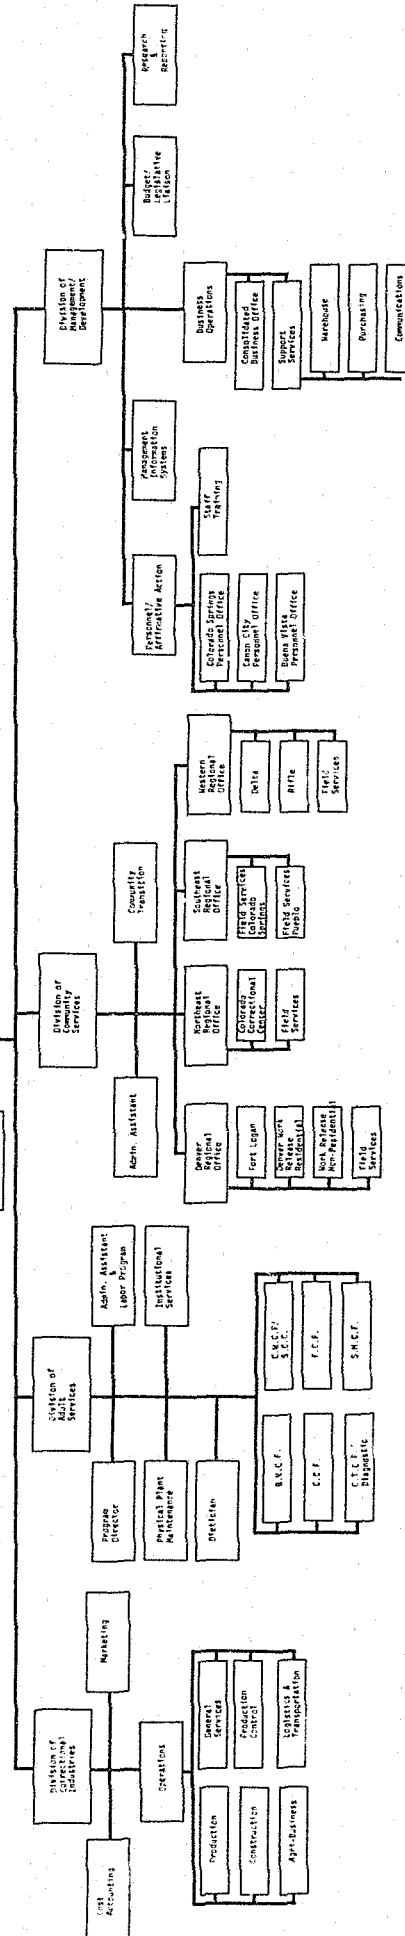 Division of
Correctional
Industries
Cost
Accounting
Marketing
Operations
Production
Construction
Agri-Business
General
Services
Production
Control
Logistics &
Transportation
Division of
Adult
Services
Program
Director
Admin. Assistant
&
Labor Program
Physical Plant
Maintenance
Institutional
Services
Dietician
B.V.C.F.
C.C.F.
C.T.C.F./
Diagnostic
C.W.C.F/
S.C.C.
F.C.F.
S.M.C.F.
Division of
Community
Services
Admin. Assistant
Community
Transition
Denver
Regional
Office
Fort Logan
Denver Work
Release
Residential
Work Release
Non-Residential
Field
Services
Northeast
Regional
Office
Colorado
Correctional
Center
Field
Services
Southeast
Regional
Office
Field Services
Colorado
Springs
Field Services
Pueblo
Western
Regional
Office
Delta
Rifle
Field
Services
Division of
Management/
Development
Personnel/
Affirmative Action
Colorado Springs
Personnel Office
Canon City
Personnel Office
Buena Vista
Personnel Office
Staff
Training
Management
Information
Systems
Business
Operations
Consolidated
Business Office
Support
Services
Warehouse
Purchasing
Communications
Budget/
Legislative
Liaison
Research
&
Reporting